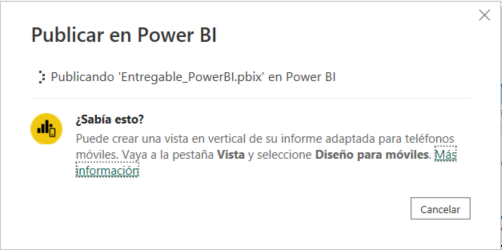 Publicar en Power BI
Publicando 'Entregable_PowerBI.pbix' en Power BI
¿Sabía esto?
Puede crear una vista en vertical de su informe adaptada para teléfonos
móviles. Vaya a la pestaña Vista y seleccione Diseño para móviles. Más
información
Cancelar